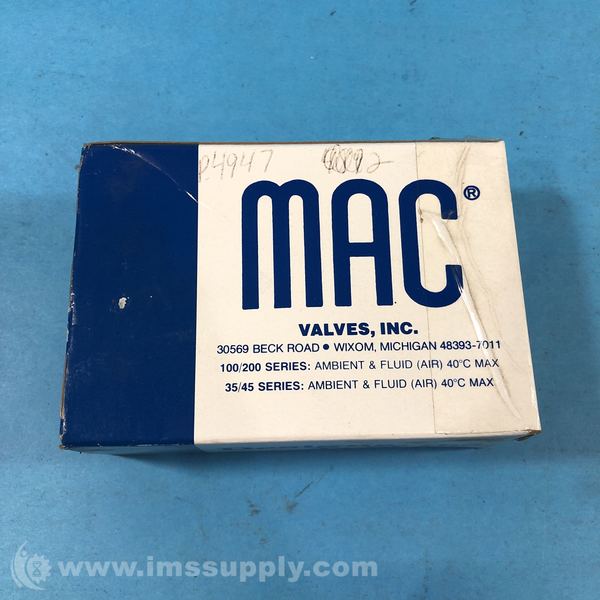 P4947
MAC®
VALVES, INC.
30569 BECK ROAD • WIXOM, MICHIGAN 48393-7011
100/200 SERIES: AMBIENT & FLUID (AIR) 40°C MAX
35/45 SERIES: AMBIENT & FLUID (AIR) 40°C MAX
www.imssupply.com